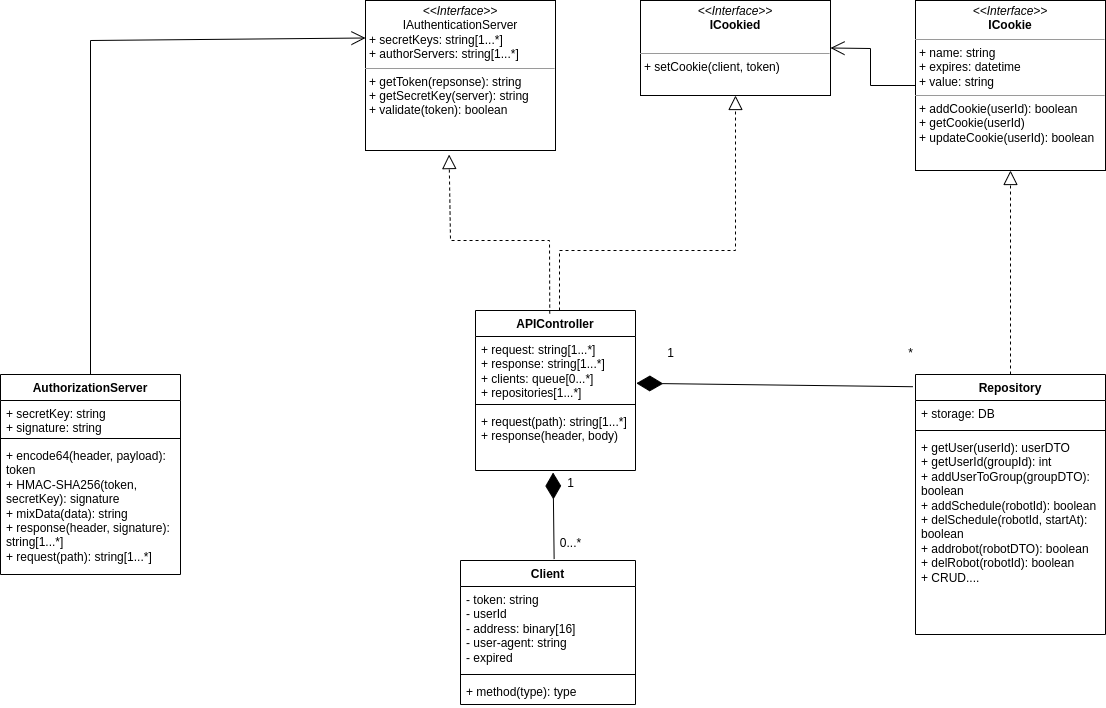 <<Interface>>
IAuthenticationServer
+ secretKeys: string[1...*]
+ authorServers: string[1...*]
+ getToken(repsonse): string
+ getSecretKey(server): string
+ validate(token): boolean
<<Interface>>
ICookied
+ setCookie(client, token)
<<Interface>>
ICookie
+ name: string
+ expires: datetime
+ value: string
+ addCookie(userId): boolean
+ getCookie(userId)
+ updateCookie(userId): boolean
APIController
+ request: string[1...*]
+ response: string[1...*]
+ clients: queue[0...*]
+ repositories[1...*]
+ request(path): string[1...*]
+ response(header, body)
1
*
AuthorizationServer
+ secretKey: string
+ signature: string
+ encode64(header, payload):
token
+ HMAC-SHA256(token,
secretKey): signature
+ mixData(data): string
+ response(header, signature):
string[1...*]
+ request(path): string[1...*]
Repository
+ storage: DB
+ getUser(userId): userDTO
+ getUserId(groupId): int
+ addUserToGroup(groupDTO):
boolean
+ addSchedule(robotId): boolean
+ delSchedule(robotId, startAt):
boolean
+ addrobot(robotDTO): boolean
+ delRobot(robotId): boolean
+ CRUD....
1
0...*
Client
- token: string
- userId
- address: binary[16]
- user-agent: string
- expired
+ method(type): type